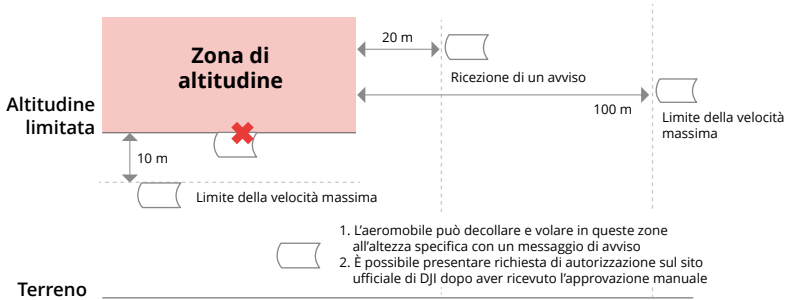 Zona di
altitudine
20 m
Ricezione di un avviso
Altitudine
limitata
100 m
Limite della velocità
massima
10 m
Limite della velocità massima
1. L’aeromobile può decollare e volare in queste zone
all’altezza specifica con un messaggio di avviso
2. È possibile presentare richiesta di autorizzazione sul sito
ufficiale di DJI dopo aver ricevuto l’approvazione manuale
Terreno